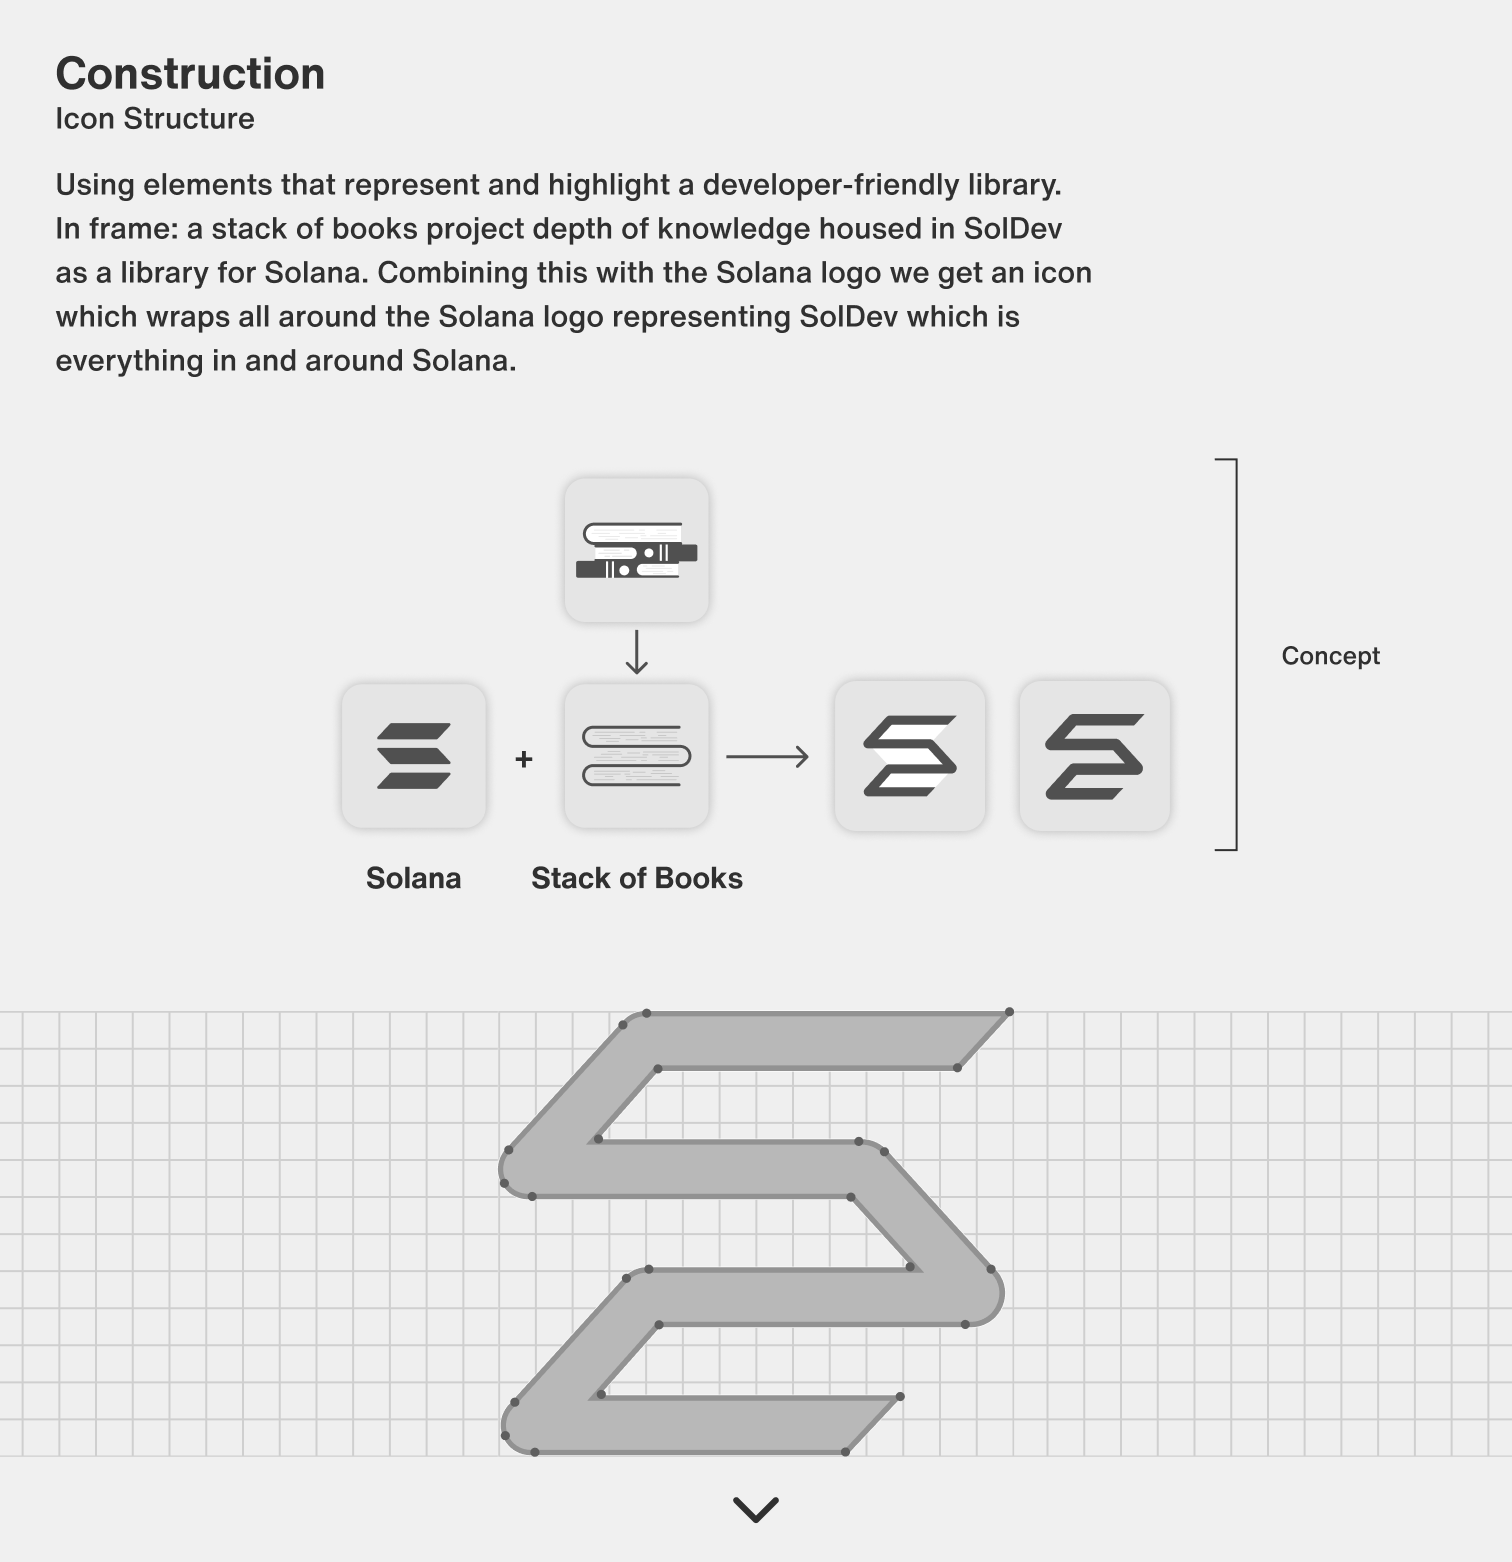 Construction
Icon Structure
Using elements that represent and highlight a developer-friendly library.
In frame: a stack of books project depth of knowledge housed in SolDev
as a library for Solana. Combining this with the Solana logo we get an icon
which wraps all around the Solana logo representing SolDev which is
everything in and around Solana.
Concept
+
Solana
Stack of Books